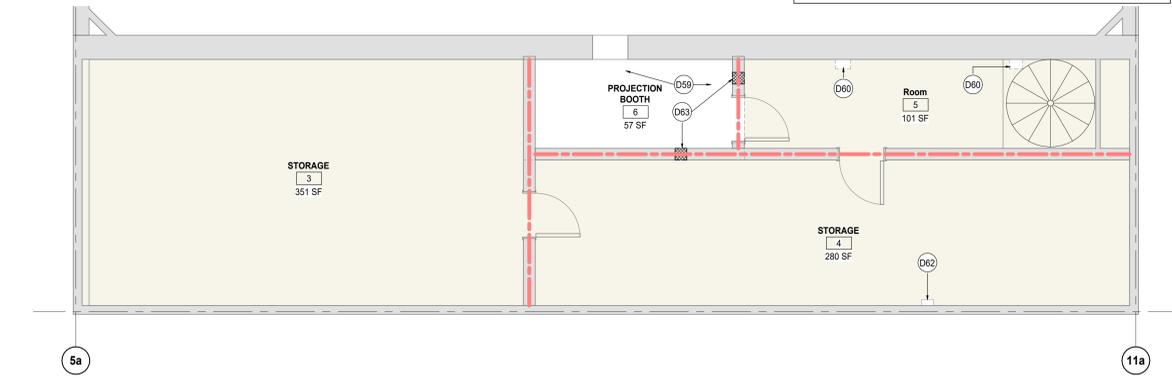 D59
PROJECTION
BOOTH
6
57 SF
D63
D60
D60
Room
5
101 SF
STORAGE
3
351 SF
STORAGE
4
280 SF
D62
5a
11a